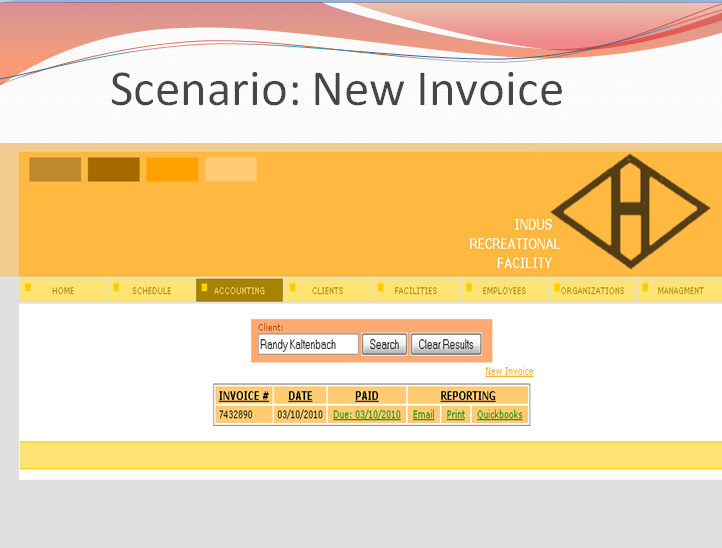 Scenario: New Invoice
INDUS
RECREATIONAL
FACILITY
HOME SCHEDULE ACCOUNTING CLIENTS FACILITIES EMPLOYEES ORGANIZATIONS MANAGMENT
Client:
Randy Kaltenbach Search Clear Results
New Invoice
INVOICE # DATE PAID REPORTING
7432890 03/10/2010 Due: 03/10/2010 Email Print Quickbooks